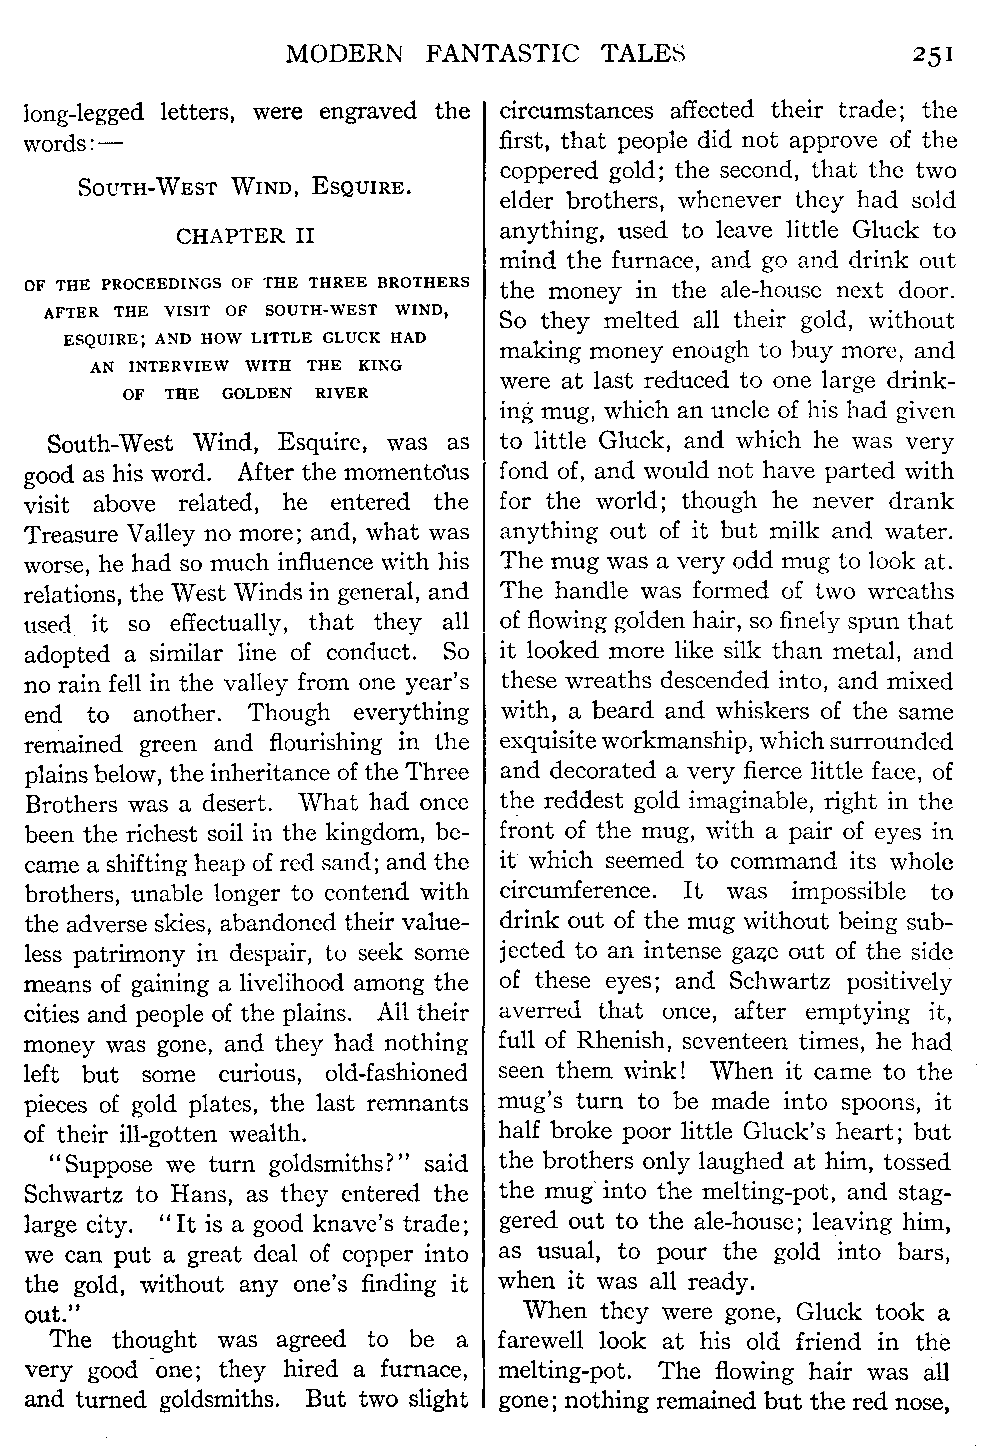 MODERN FANTASTIC TALES 251
long-legged letters, were engraved the
words:—
SOUTH-WEST WIND, ESQUIRE.
CHAPTER II
OF THE PROCEEDINGS OF THE THREE BROTHERS
AFTER THE VISIT OF SOUTH-WEST WIND,
ESQUIRE; AND HOW LITTLE GLUCK HAD
AN INTERVIEW WITH THE KING
OF THE GOLDEN RIVER
South-West Wind, Esquire, was as
good as his word. After the momentous
visit above related, he entered the
Treasure Valley no more; and, what was
worse, he had so much influence with his
relations, the West Winds in general, and
used it so effectually, that they all
adopted a similar line of conduct. So
no rain fell in the valley from one year's
end to another. Though everything
remained green and flourishing in the
plains below, the inheritance of the Three
Brothers was a desert. What had once
been the richest soil in the kingdom, be-
came a shifting heap of red sand; and the
brothers, unable longer to contend with
the adverse skies, abandoned their value-
less patrimony in despair, to seek some
means of gaining a livelihood among the
cities and people of the plains. All their
money was gone, and they had nothing
left but some curious, old-fashioned
pieces of gold plates, the last remnants
of their ill-gotten wealth.
"Suppose we turn goldsmiths?" said
Schwartz to Hans, as they entered the
large city. "It is a good knave's trade;
we can put a great deal of copper into
the gold, without any one's finding it
out."
The thought was agreed to be a
very good one; they hired a furnace,
and turned goldsmiths. But two slight
circumstances affected their trade; the
first, that people did not approve of the
coppered gold; the second, that the two
elder brothers, whenever they had sold
anything, used to leave little Gluck to
mind the furnace, and go and drink out
the money in the ale-house next door.
So they melted all their gold, without
making money enough to buy more, and
were at last reduced to one large drink-
ing mug, which an uncle of his had given
to little Gluck, and which he was very
fond of, and would not have parted with
for the world; though he never drank
anything out of it but milk and water.
The mug was a very odd mug to look at.
The handle was formed of two wreaths
of flowing golden hair, so finely spun that
it looked more like silk than metal, and
these wreaths descended into, and mixed
with, a beard and whiskers of the same
exquisite workmanship, which surrounded
and decorated a very fierce little face, of
the reddest gold imaginable, right in the
front of the mug, with a pair of eyes in
it which seemed to command its whole
circumference. It was impossible to
drink out of the mug without being sub-
jected to an intense gaze out of the side
of these eyes; and Schwartz positively
averred that once, after emptying it,
full of Rhenish, seventeen times, he had
seen them wink! When it came to the
mug's turn to be made into spoons, it
half broke poor little Gluck's heart; but
the brothers only laughed at him, tossed
the mug into the melting-pot, and stag-
gered out to the ale-house; leaving him,
as usual, to pour the gold into bars,
when it was all ready.
When they were gone, Gluck took a
farewell look at his old friend in the
melting-pot. The flowing hair was all
gone; nothing remained but the red nose,